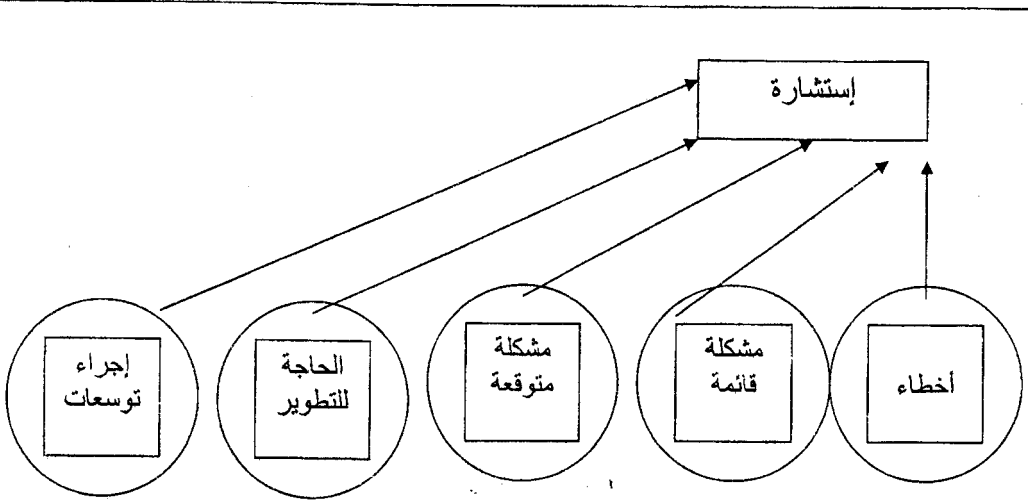 إستشارة
أخطاء
مشكلة
قائمة
مشكلة
متوقعة
الحاجة
للتطوير
إجراء
توسعات